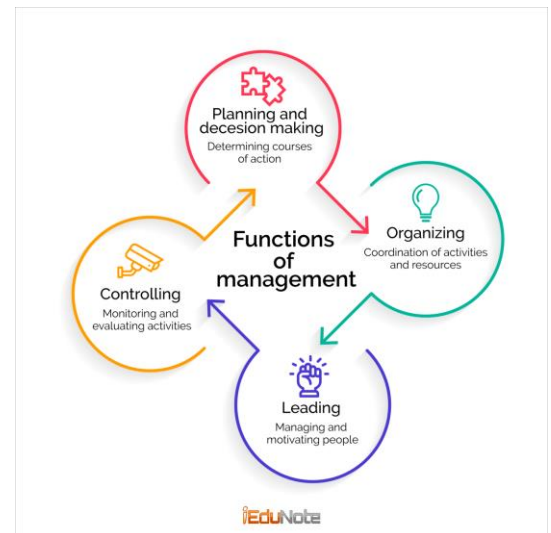 Planning and
decesion making
Determining courses
of action
Organizing
Coordination of activities
and resources
Functions
of
management
Controlling
Monitoring and
evaluating activities
Leading
Managing and
motivating people
iEduNote